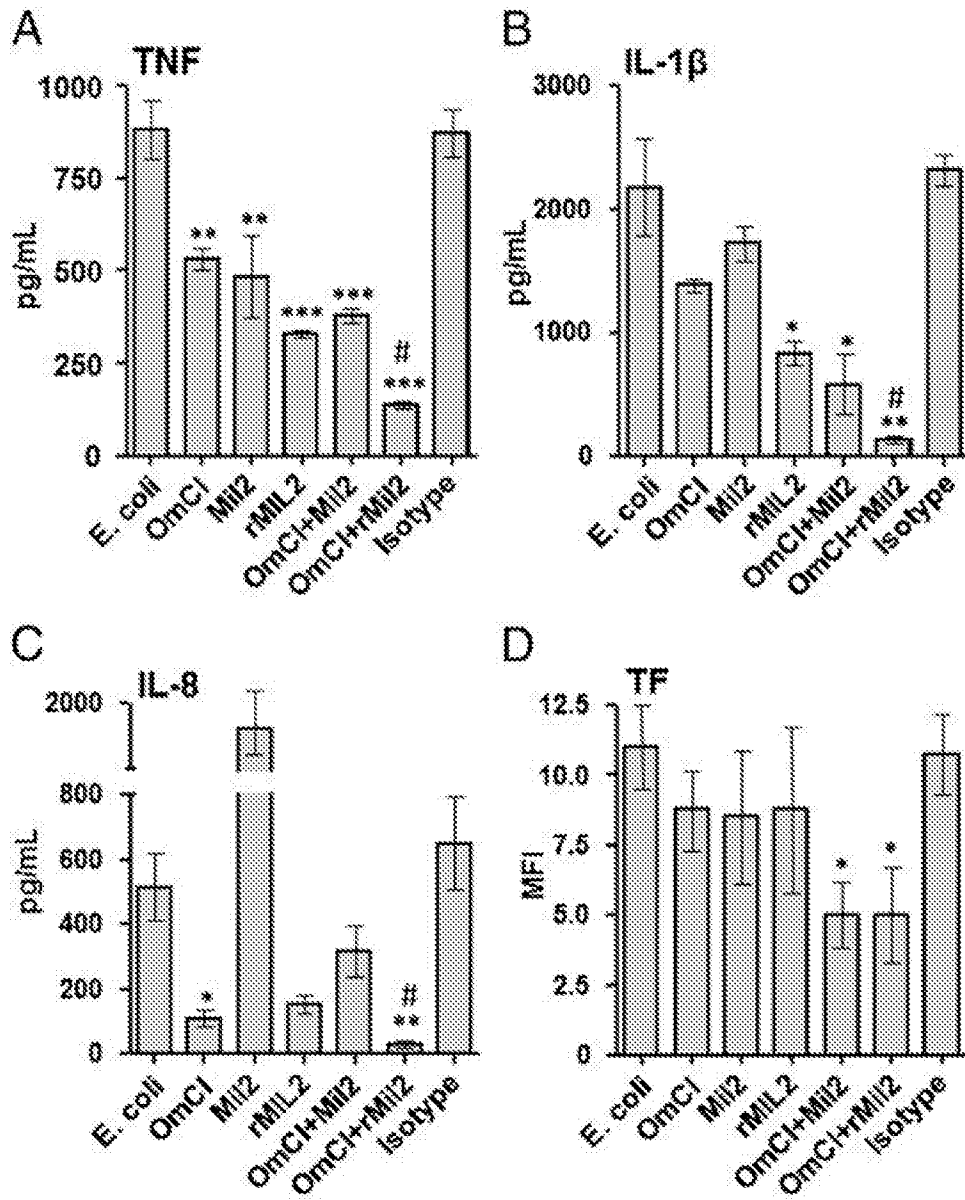 A
TNF
1000
750
500
250
0
pg/mL
**
**
***
***
#
***
E. coli
OmCI
Mil2
rMIL2
OmCI+Mil2
OmCI+rMil2
Isotype
B
IL-1β
3000
2000
1000
0
pg/mL
*
*
#
**
E. coli
OmCI
Mil2
rMIL2
OmCI+Mil2
OmCI+rMil2
Isotype
C
IL-8
2000
800
600
400
200
0
pg/mL
*
#
**
E. coli
OmCI
Mil2
rMIL2
OmCI+Mil2
OmCI+rMil2
Isotype
D
TF
12.5
10.0
7.5
5.0
2.5
0
MFI
*
*
E. coli
OmCI
Mil2
rMIL2
OmCI+Mil2
OmCI+rMil2
Isotype